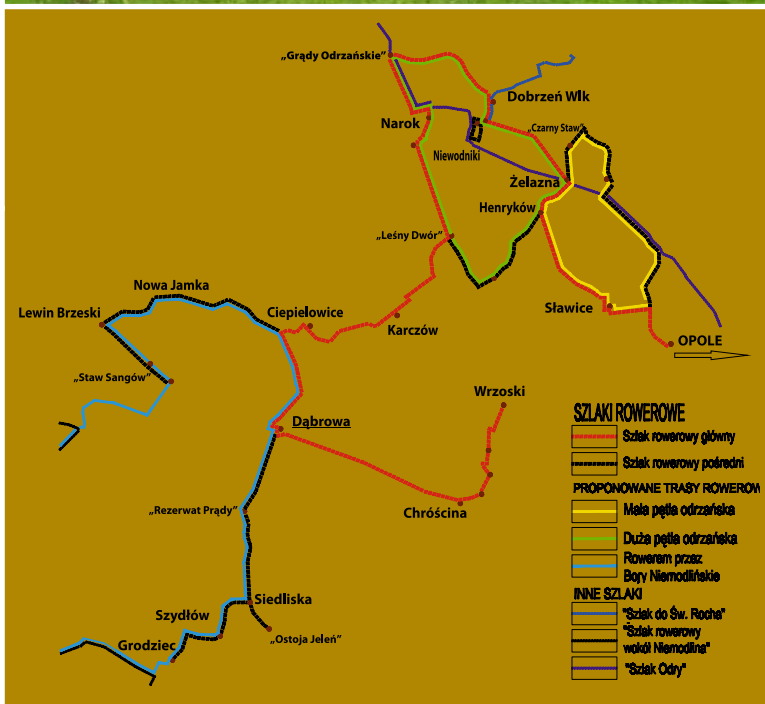 „Grądy Odrzańskie”
Dobrzeń Wlk
Narok
„Czarny Staw”
Niewodniki
Żelazna
Henryków
„Leśny Dwór”
Nowa Jamka
Lewin Brzeski
Ciepielowice
Sławice
Karczów
OPOLE
„Staw Sangów”
Wrzoski
Dąbrowa
SZLAKI ROWEROWE
Szlak rowerowy główny
Szlak rowerowy pośredni
PROPONOWANE TRASY ROWEROW
„Rezerwat Prądy”
Chróścina
Mała pętla odrzańska
Duża pętla odrzańska
Rowerem przez
Bory Niemodlińskie
INNE SZLAKI
Siedliska
"Szlak do Św. Rocha"
Szydłów
"Szlak rowerowy
wokół Niemodlina"
„Ostoja Jeleń”
Grodziec
"Szlak Odry"